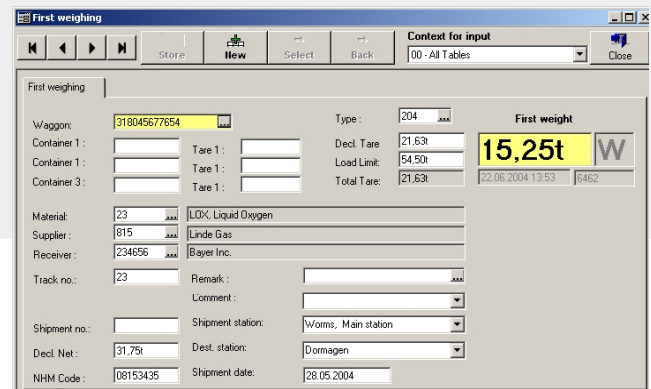 First weighing
Store New Select Back Context for input 00 - All Tables Close
First weighing
Waggon: 318045677654 ... Type : 204 ... First weight
Container 1 : Tare 1 : Decl. Tare 21,63t 15,25t W
Container 1 : Tare 1 : Load Limit: 54,50t
Container 3 : Tare 1 : Total Tare: 21,63t 22.06.2004 13:53 6462
Material: 23 ... LOX, Liquid Oxygen
Supplier : 815 ... Linde Gas
Receiver : 234656 ... Bayer Inc.
Track no.: 23 Remark : ...
Comment :
Shipment no.: Shipment station: Worms, Main station
Decl. Net : 31,75t Dest. station: Dormagen
NHM Code : 08153435 Shipment date: 28.05.2004